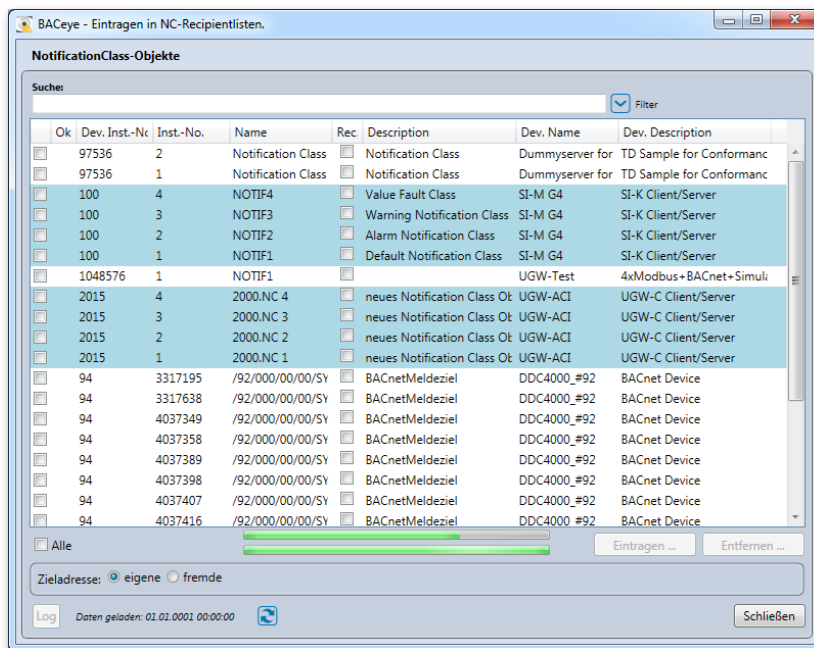 BACeye - Eintragen in NC-Recipientlisten.
NotificationClass-Objekte
Suche:
Filter
Ok Dev. Inst.-Nc Inst.-No. Name Rec. Description Dev. Name Dev. Description
97536 2 Notification Class Notification Class Dummyserver for TD Sample for Conformanc
97536 1 Notification Class Notification Class Dummyserver for TD Sample for Conformanc
100 4 NOTIF4 Value Fault Class SI-M G4 SI-K Client/Server
100 3 NOTIF3 Warning Notification Class SI-M G4 SI-K Client/Server
100 2 NOTIF2 Alarm Notification Class SI-M G4 SI-K Client/Server
100 1 NOTIF1 Default Notification Class SI-M G4 SI-K Client/Server
1048576 1 NOTIF1 UGW-Test 4xModbus+BACnet+Simula
2015 4 2000.NC 4 neues Notification Class Ob UGW-ACI UGW-C Client/Server
2015 3 2000.NC 3 neues Notification Class Ob UGW-ACI UGW-C Client/Server
2015 2 2000.NC 2 neues Notification Class Ob UGW-ACI UGW-C Client/Server
2015 1 2000.NC 1 neues Notification Class Ob UGW-ACI UGW-C Client/Server
94 3317195 /92/000/00/00/SY BACnetMeldeziel DDC4000_#92 BACnet Device
94 3317638 /92/000/00/00/SY BACnetMeldeziel DDC4000_#92 BACnet Device
94 4037349 /92/000/00/00/SY BACnetMeldeziel DDC4000_#92 BACnet Device
94 4037358 /92/000/00/00/SY BACnetMeldeziel DDC4000_#92 BACnet Device
94 4037389 /92/000/00/00/SY BACnetMeldeziel DDC4000_#92 BACnet Device
94 4037398 /92/000/00/00/SY BACnetMeldeziel DDC4000_#92 BACnet Device
94 4037407 /92/000/00/00/SY BACnetMeldeziel DDC4000_#92 BACnet Device
94 4037416 /92/000/00/00/SY BACnetMeldeziel DDC4000_#92 BACnet Device
Alle Eintragen ... Entfernen ...
Zieladresse: eigene fremde
Log Daten geladen: 01.01.0001 00:00:00 Schließen